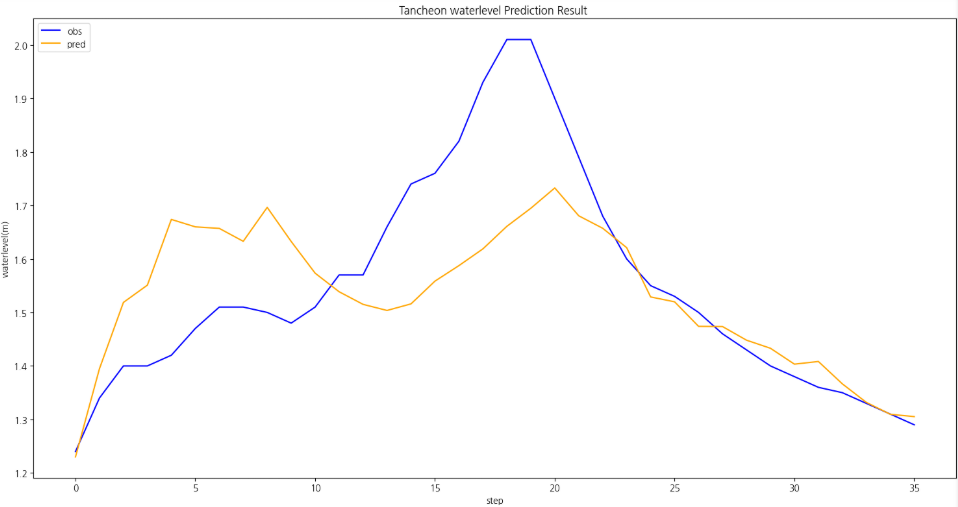 Tancheon waterlevel Prediction Result
obs
pred
waterlevel(m)
2.0
1.9
1.8
1.7
1.6
1.5
1.4
1.3
1.2
0 5 10 15 20 25 30 35
step